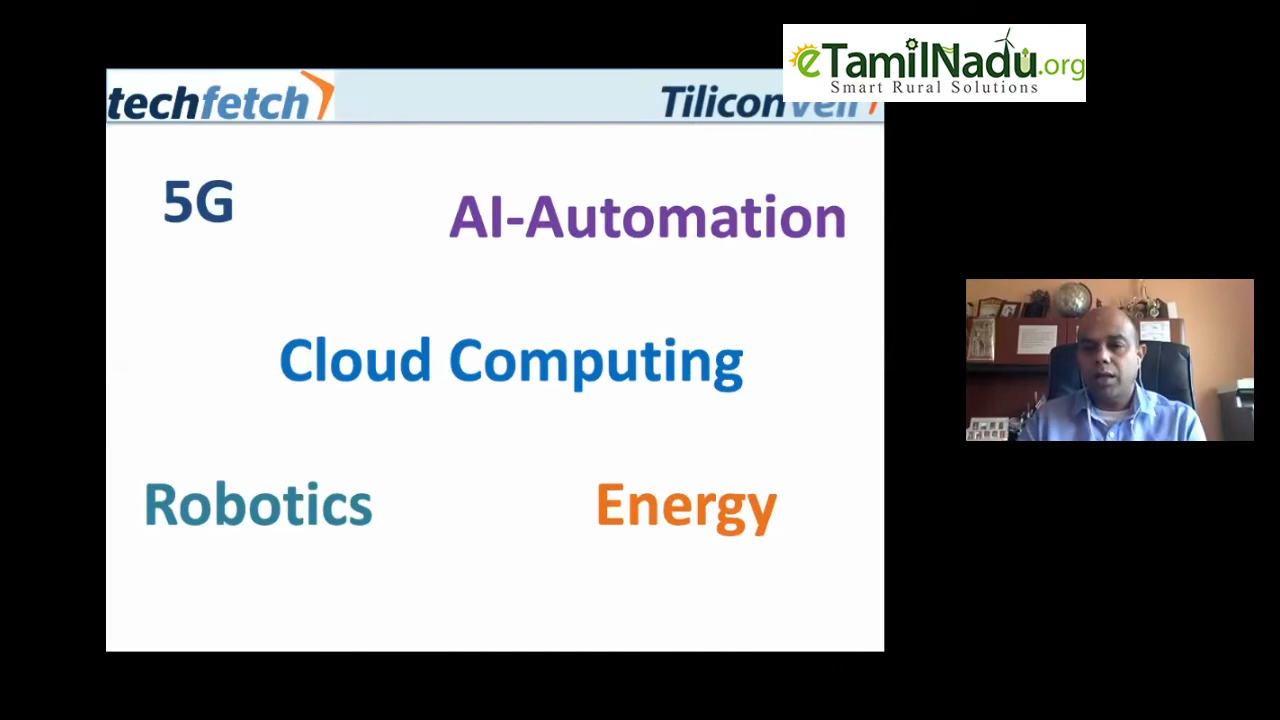 eTamilNadu.org
Smart Rural Solutions
techfetch
5G
AI-Automation
Cloud Computing
Robotics
Energy